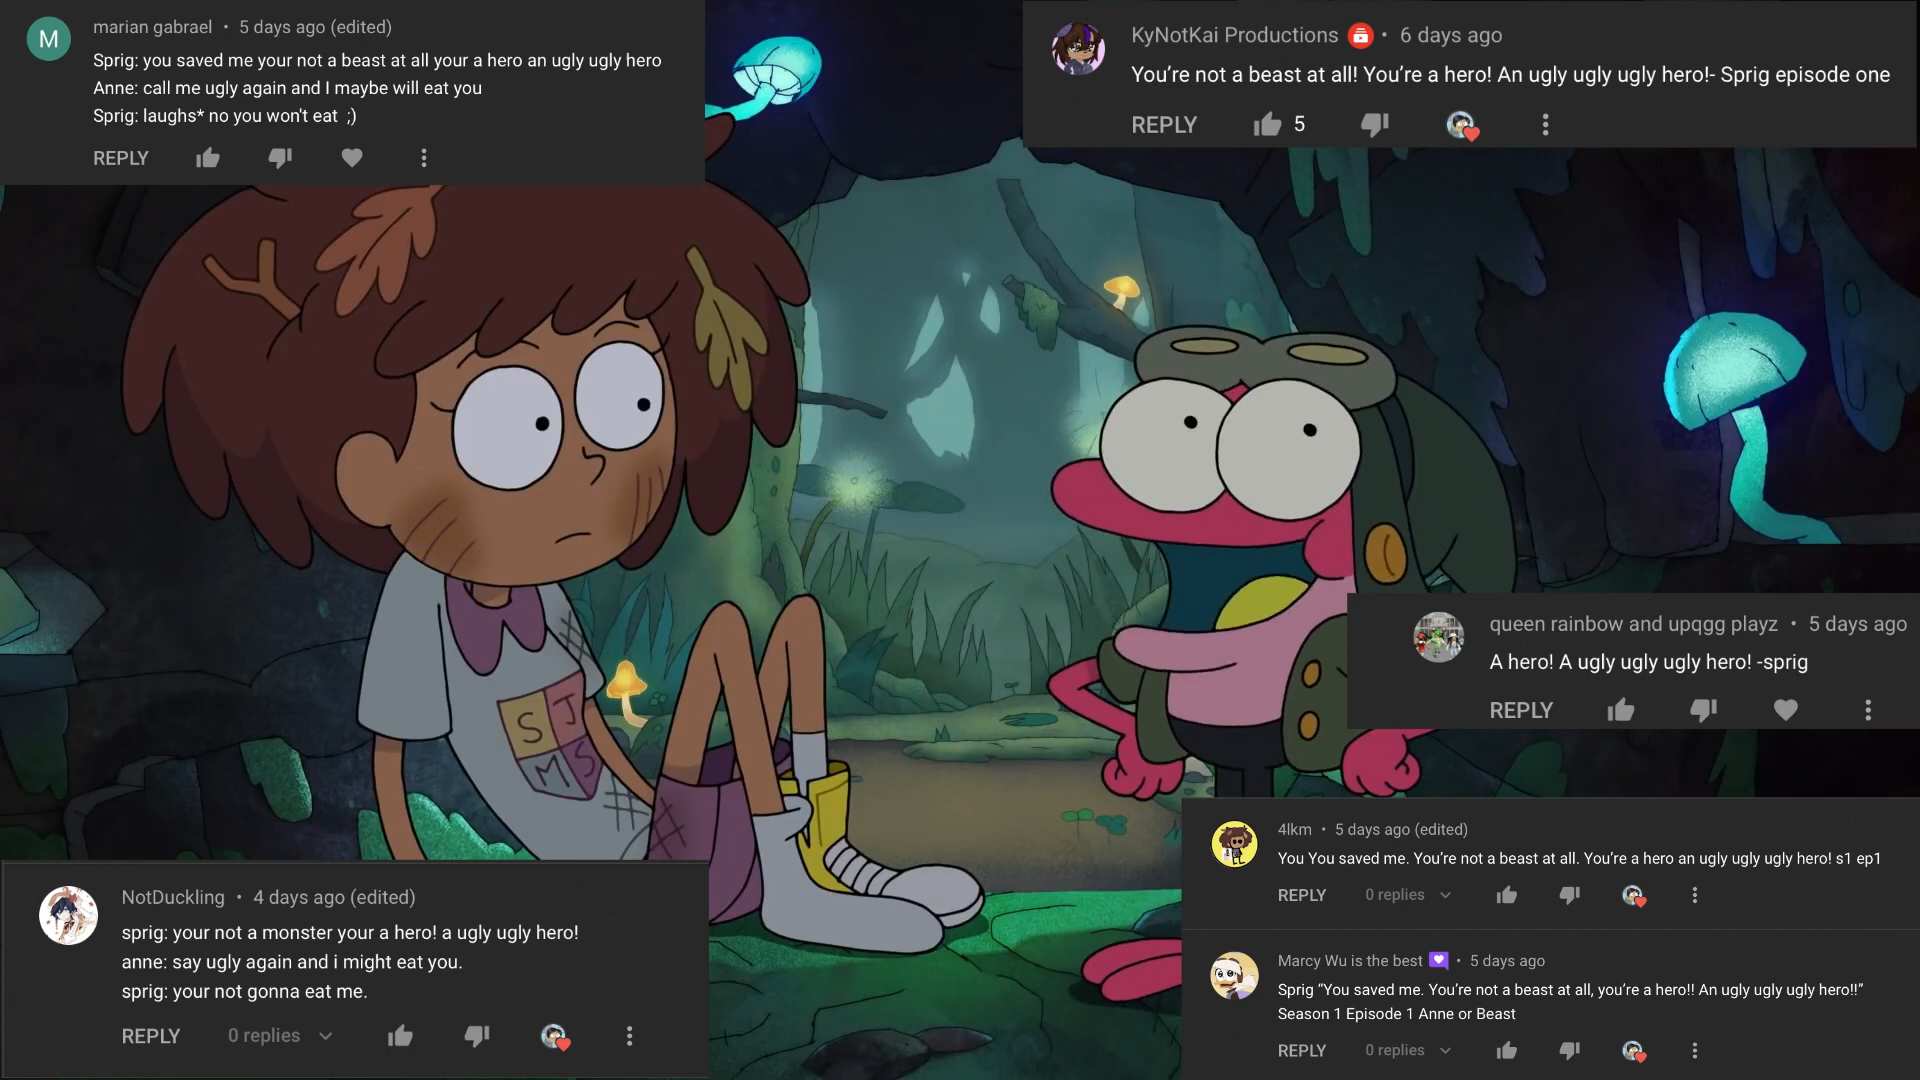 M
marian gabrael • 5 days ago (edited)
Sprig: you saved me your not a beast at all your a hero an ugly ugly hero
Anne: call me ugly again and I maybe will eat you
Sprig: laughs* no you won't eat ;)
REPLY
KyNotKai Productions • 6 days ago
You’re not a beast at all! You’re a hero! An ugly ugly ugly hero!- Sprig episode one
REPLY 5
S J
M S
queen rainbow and upqgg playz • 5 days ago
A hero! A ugly ugly ugly hero! -sprig
REPLY
NotDuckling • 4 days ago (edited)
sprig: your not a monster your a hero! a ugly ugly hero!
anne: say ugly again and i might eat you.
sprig: your not gonna eat me.
REPLY 0 replies
4lkm • 5 days ago (edited)
You You saved me. You’re not a beast at all. You’re a hero an ugly ugly ugly hero! s1 ep1
REPLY 0 replies
Marcy Wu is the best • 5 days ago
Sprig “You saved me. You’re not a beast at all, you’re a hero!! An ugly ugly ugly hero!!”
Season 1 Episode 1 Anne or Beast
REPLY 0 replies